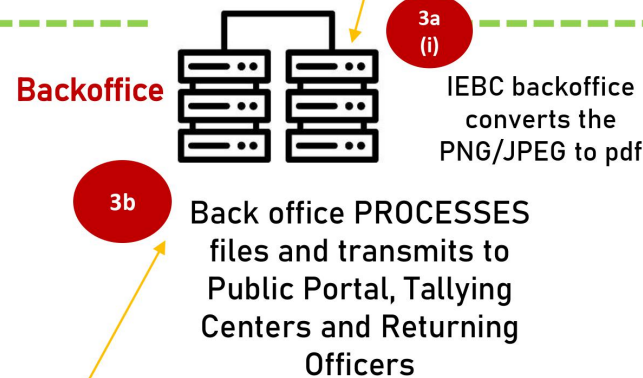 3a
(i)
Backoffice
IEBC backoffice
converts the
PNG/JPEG to pdf
3b
Back office PROCESSES
files and transmits to
Public Portal, Tallying
Centers and Returning
Officers